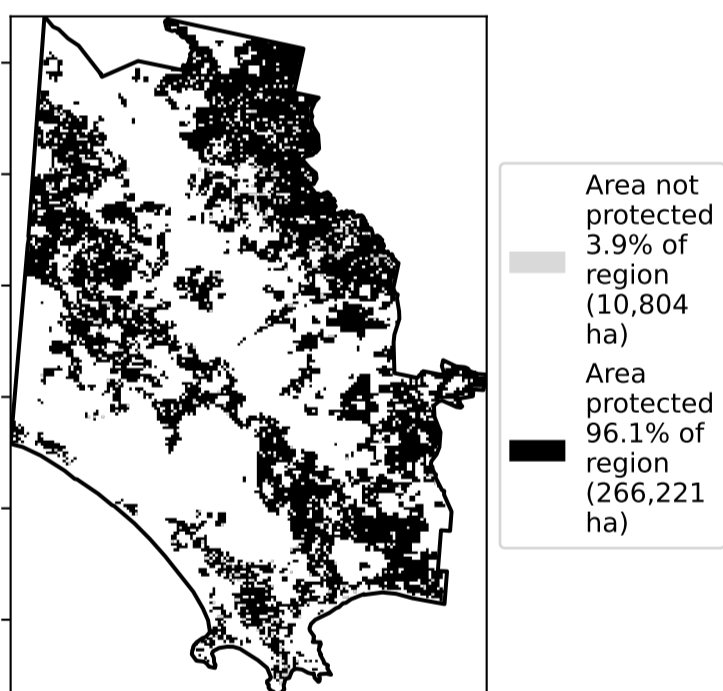 Area not
protected
3.9% of
region
(10,804
ha)
Area
protected
96.1% of
region
(266,221
ha)